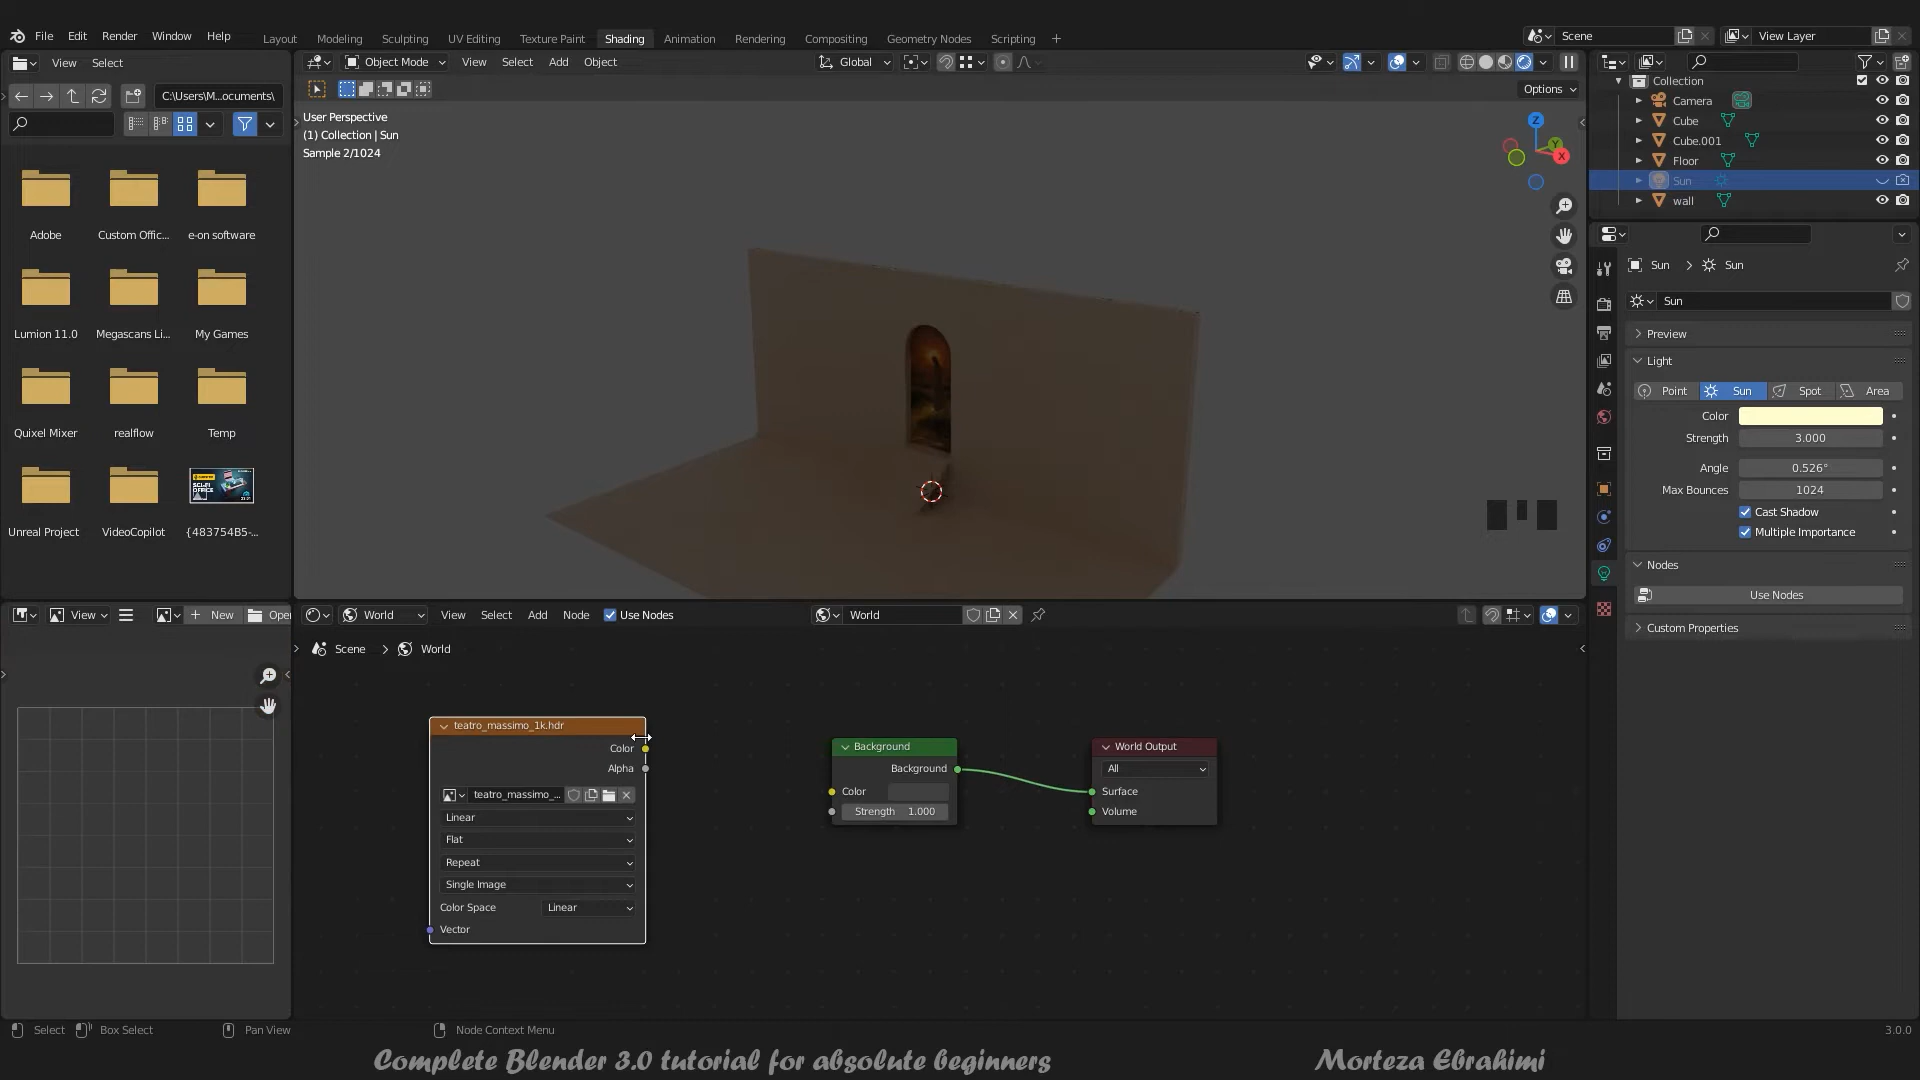 File Edit Render Window Help
Layout Modeling Sculpting UV Editing Texture Paint Shading Animation Rendering Compositing Geometry Nodes Scripting +
Scene View Layer
View Select
C:\Users\M...ocuments\
Adobe Custom Offic... e-on software
Lumion 11.0 Megascans Li... My Games
Quixel Mixer realflow Temp
Unreal Project VideoCopilot {483754B5-...
Object Mode View Select Add Object Global
Options
User Perspective
(1) Collection | Sun
Sample 2/1024
Z
Y
X
Collection
Camera
Cube
Cube.001
Floor
Sun
wall
Sun > Sun
Sun
Preview
Light
Point Sun Spot Area
Color
Strength 3.000
Angle 0.526°
Max Bounces 1024
Cast Shadow
Multiple Importance
Nodes
Use Nodes
Custom Properties
View + New Ope
World View Select Add Node Use Nodes World
Scene > World
teatro_massimo_1k.hdr
Color
Alpha
teatro_massimo_...
Linear
Flat
Repeat
Single Image
Color Space Linear
Vector
Background
Background
Color
Strength 1.000
World Output
All
Surface
Volume
Select Box Select Pan View Node Context Menu
3.0.0
Complete Blender 3.0 tutorial for absolute beginners
Morteza Ebrahimi